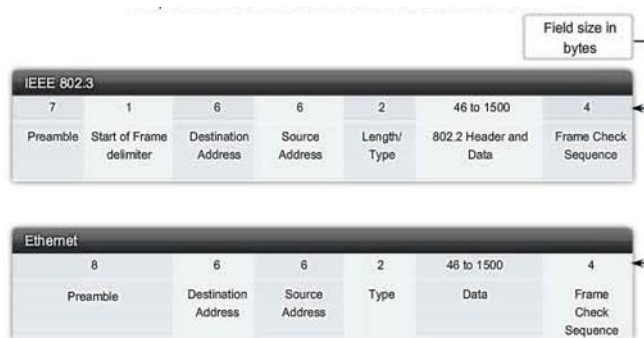 Field size in
bytes
IEEE 802.3
7 1 6 6 2 46 to 1500 4
Preamble Start of Frame Destination Source Length/ 802.2 Header and Frame Check
delimiter Address Address Type Data Sequence
Ethernet
8 6 6 2 46 to 1500 4
Preamble Destination Source Type Data Frame
Address Address Check
Sequence